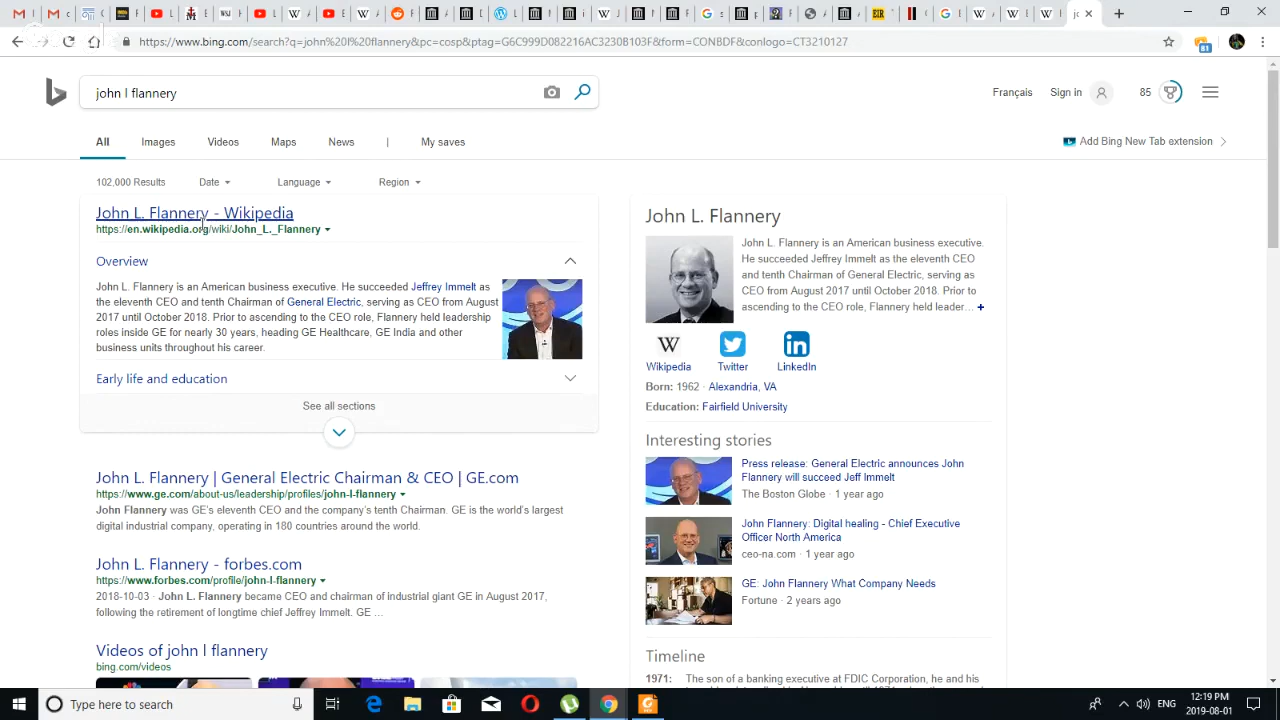 https://www.bing.com/search?q=john%20l%20flannery&pc=cosp&ptag=G6C999D082216AC3230B103F&form=CONBDF&conlogo=CT3210127
81
john l flannery
Français
Sign in
85
All
Images
Videos
Maps
News
|
My saves
Add Bing New Tab extension
102,000 Results
Date
Language
Region
John L. Flannery - Wikipedia
https://en.wikipedia.org/wiki/John_L._Flannery
Overview
John L. Flannery is an American business executive. He succeeded Jeffrey Immelt as
the eleventh CEO and tenth Chairman of General Electric, serving as CEO from August
2017 until October 2018. Prior to ascending to the CEO role, Flannery held leadership
roles inside GE for nearly 30 years, heading GE Healthcare, GE India and other
business units throughout his career.
Early life and education
See all sections
John L. Flannery | General Electric Chairman & CEO | GE.com
https://www.ge.com/about-us/leadership/profiles/john-l-flannery
John Flannery was GE's eleventh CEO and the company's tenth Chairman. GE is the world's largest
digital industrial company, operating in 180 countries around the world.
John L. Flannery - forbes.com
https://www.forbes.com/profile/john-l-flannery
2018-10-03 · John L. Flannery became CEO and chairman of industrial giant GE in August 2017,
following the retirement of longtime chief Jeffrey Immelt. GE ...
Videos of john l flannery
bing.com/videos
John L. Flannery
John L. Flannery is an American business executive.
He succeeded Jeffrey Immelt as the eleventh CEO
and tenth Chairman of General Electric, serving as
CEO from August 2017 until October 2018. Prior to
ascending to the CEO role, Flannery held leader...
Wikipedia
Twitter
LinkedIn
Born: 1962 · Alexandria, VA
Education: Fairfield University
Interesting stories
Press release: General Electric announces John
Flannery will succeed Jeff Immelt
The Boston Globe · 1 year ago
John Flannery: Digital healing - Chief Executive
Officer North America
ceo-na.com · 1 year ago
GE: John Flannery What Company Needs
Fortune · 2 years ago
Timeline
1971: The son of a banking executive at FDIC Corporation, he and his
Type here to search
ENG
12:19 PM
2019-08-01